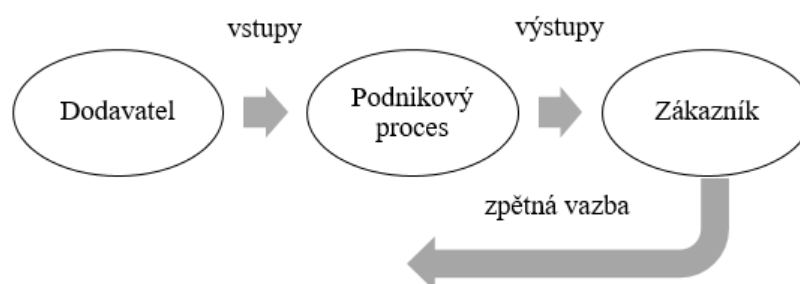 vstupy
výstupy
Dodavatel
Podnikový
proces
Zákazník
zpětná vazba